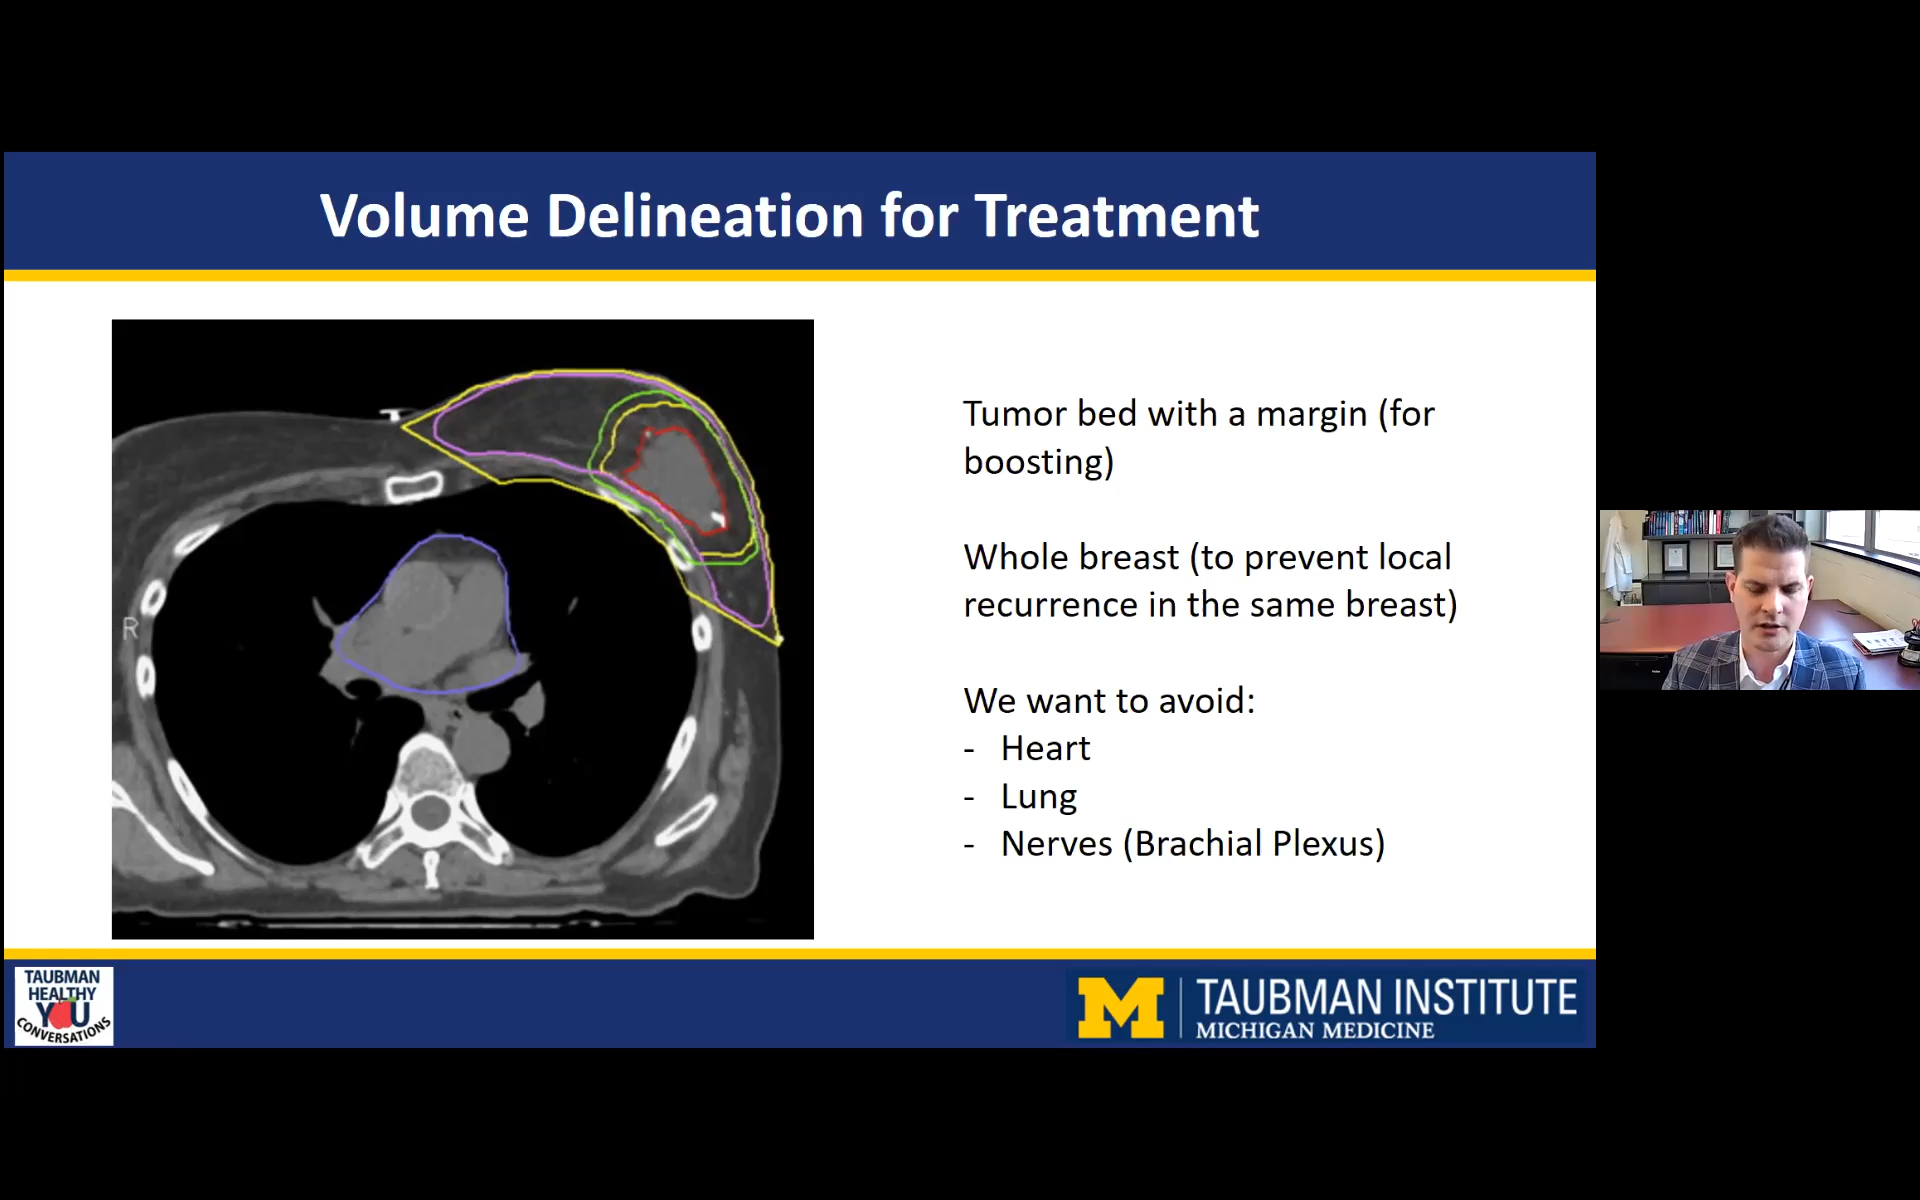 Volume Delineation for Treatment
R
Tumor bed with a margin (for
boosting)
Whole breast (to prevent local
recurrence in the same breast)
We want to avoid:
- Heart
- Lung
- Nerves (Brachial Plexus)
TAUBMAN
HEALTHY
YOU
CONVERSATIONS
M
TAUBMAN INSTITUTE
MICHIGAN MEDICINE